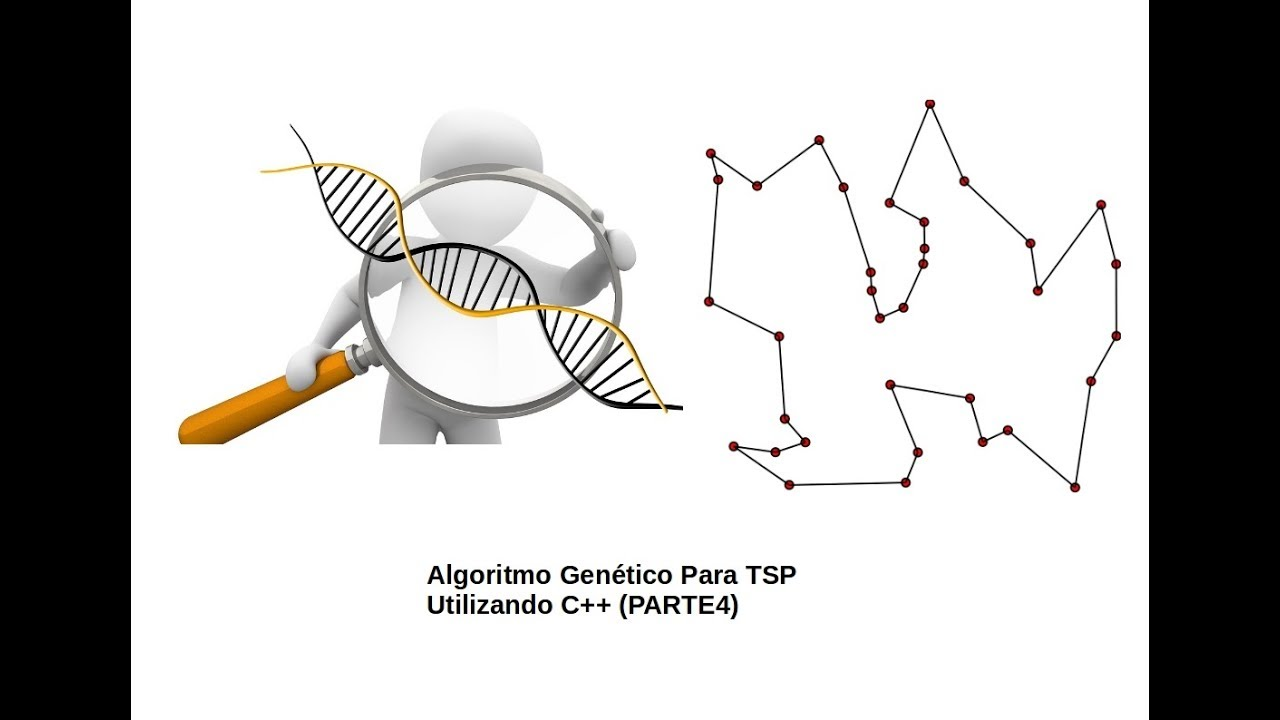 Algoritmo Genético Para TSP
Utilizando C++ (PARTE4)